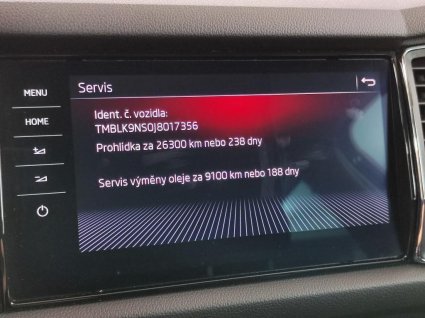 Servis
MENU
HOME
Ident. č. vozidla:
TMBLK9NS0J8017356
Prohlídka za 26300 km nebo 238 dny
Servis výměny oleje za 9100 km nebo 188 dny